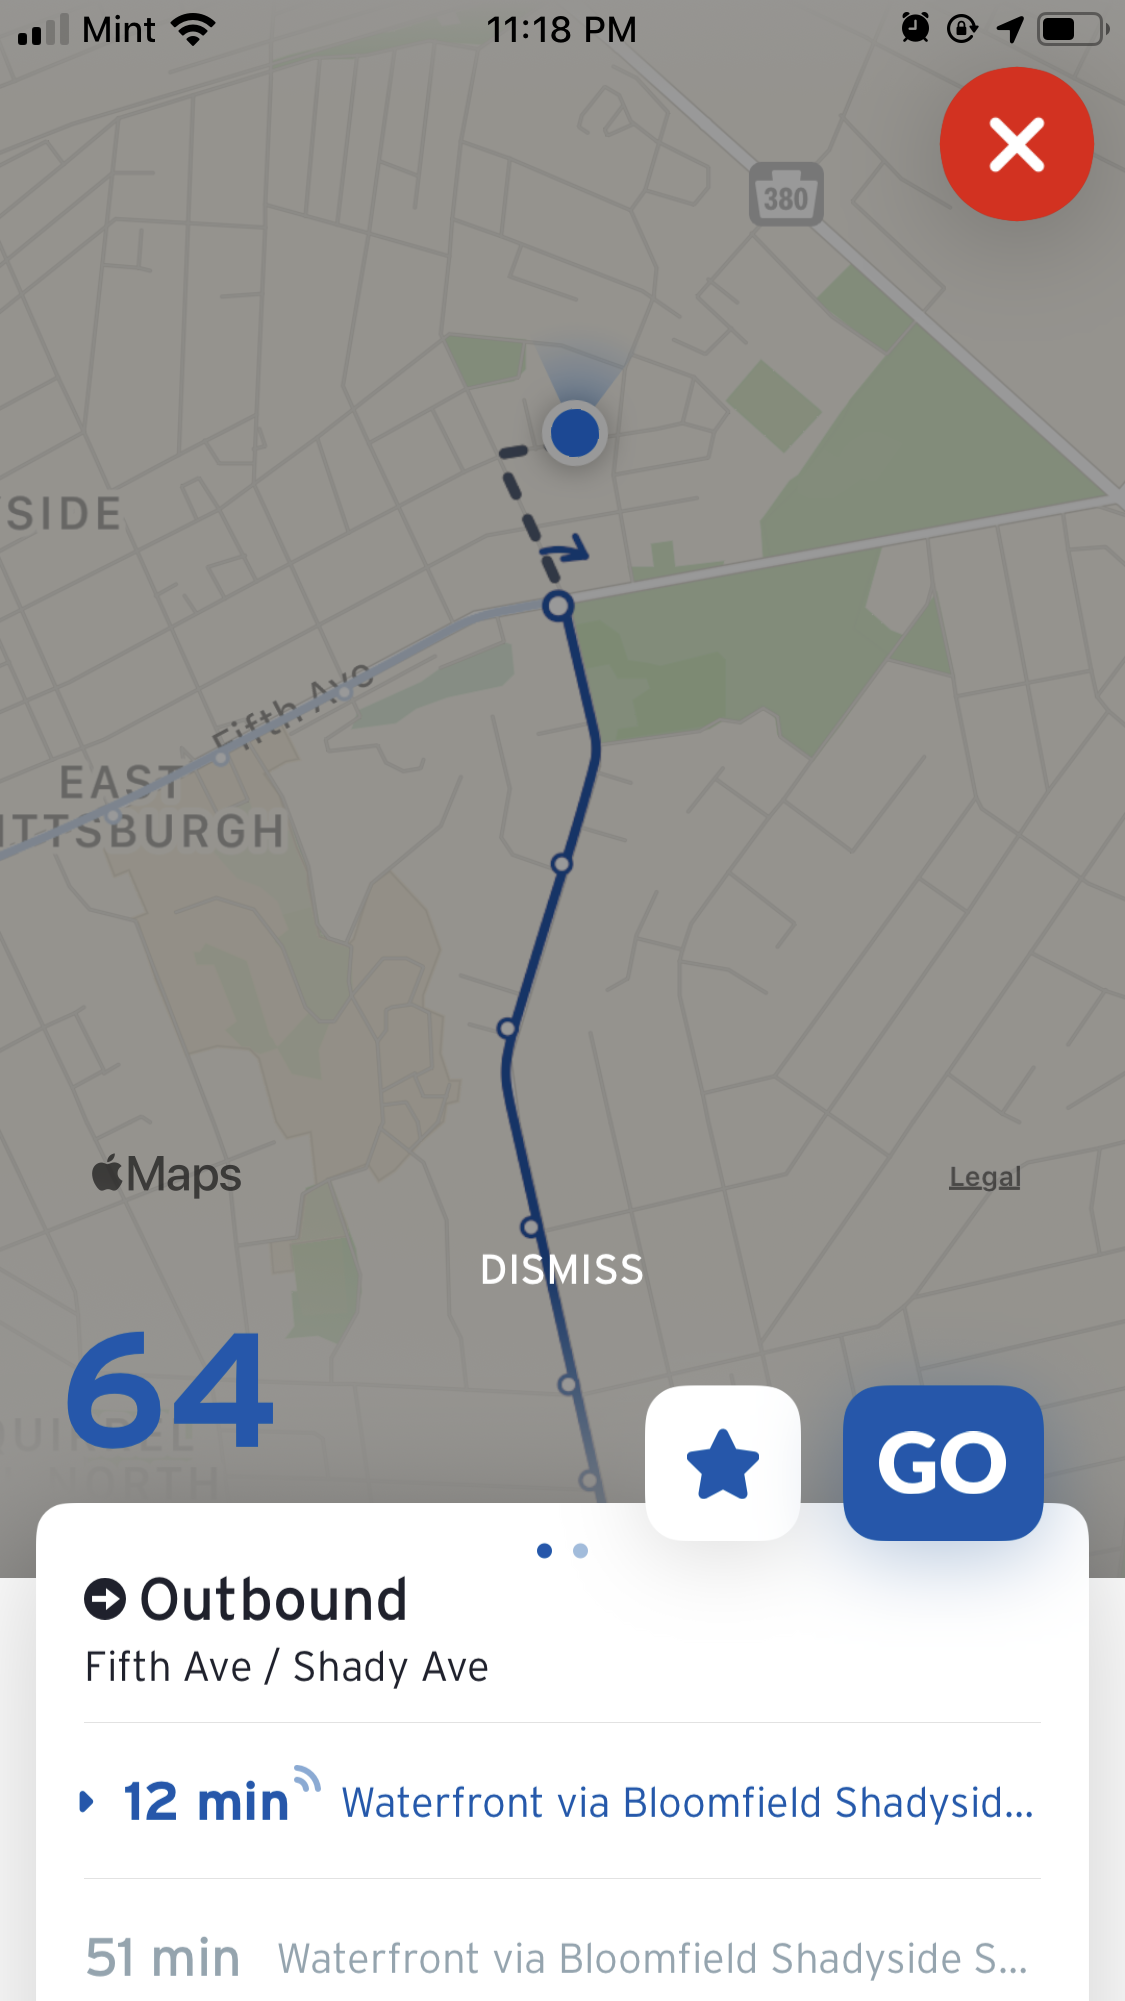 Mint
11:18 PM
380
SIDE
Fifth Ave
EAST
ITTSBURGH
Maps
Legal
DISMISS
64
NORTH
GO
Outbound
Fifth Ave / Shady Ave
12 min Waterfront via Bloomfield Shadysid...
51 min Waterfront via Bloomfield Shadyside S...